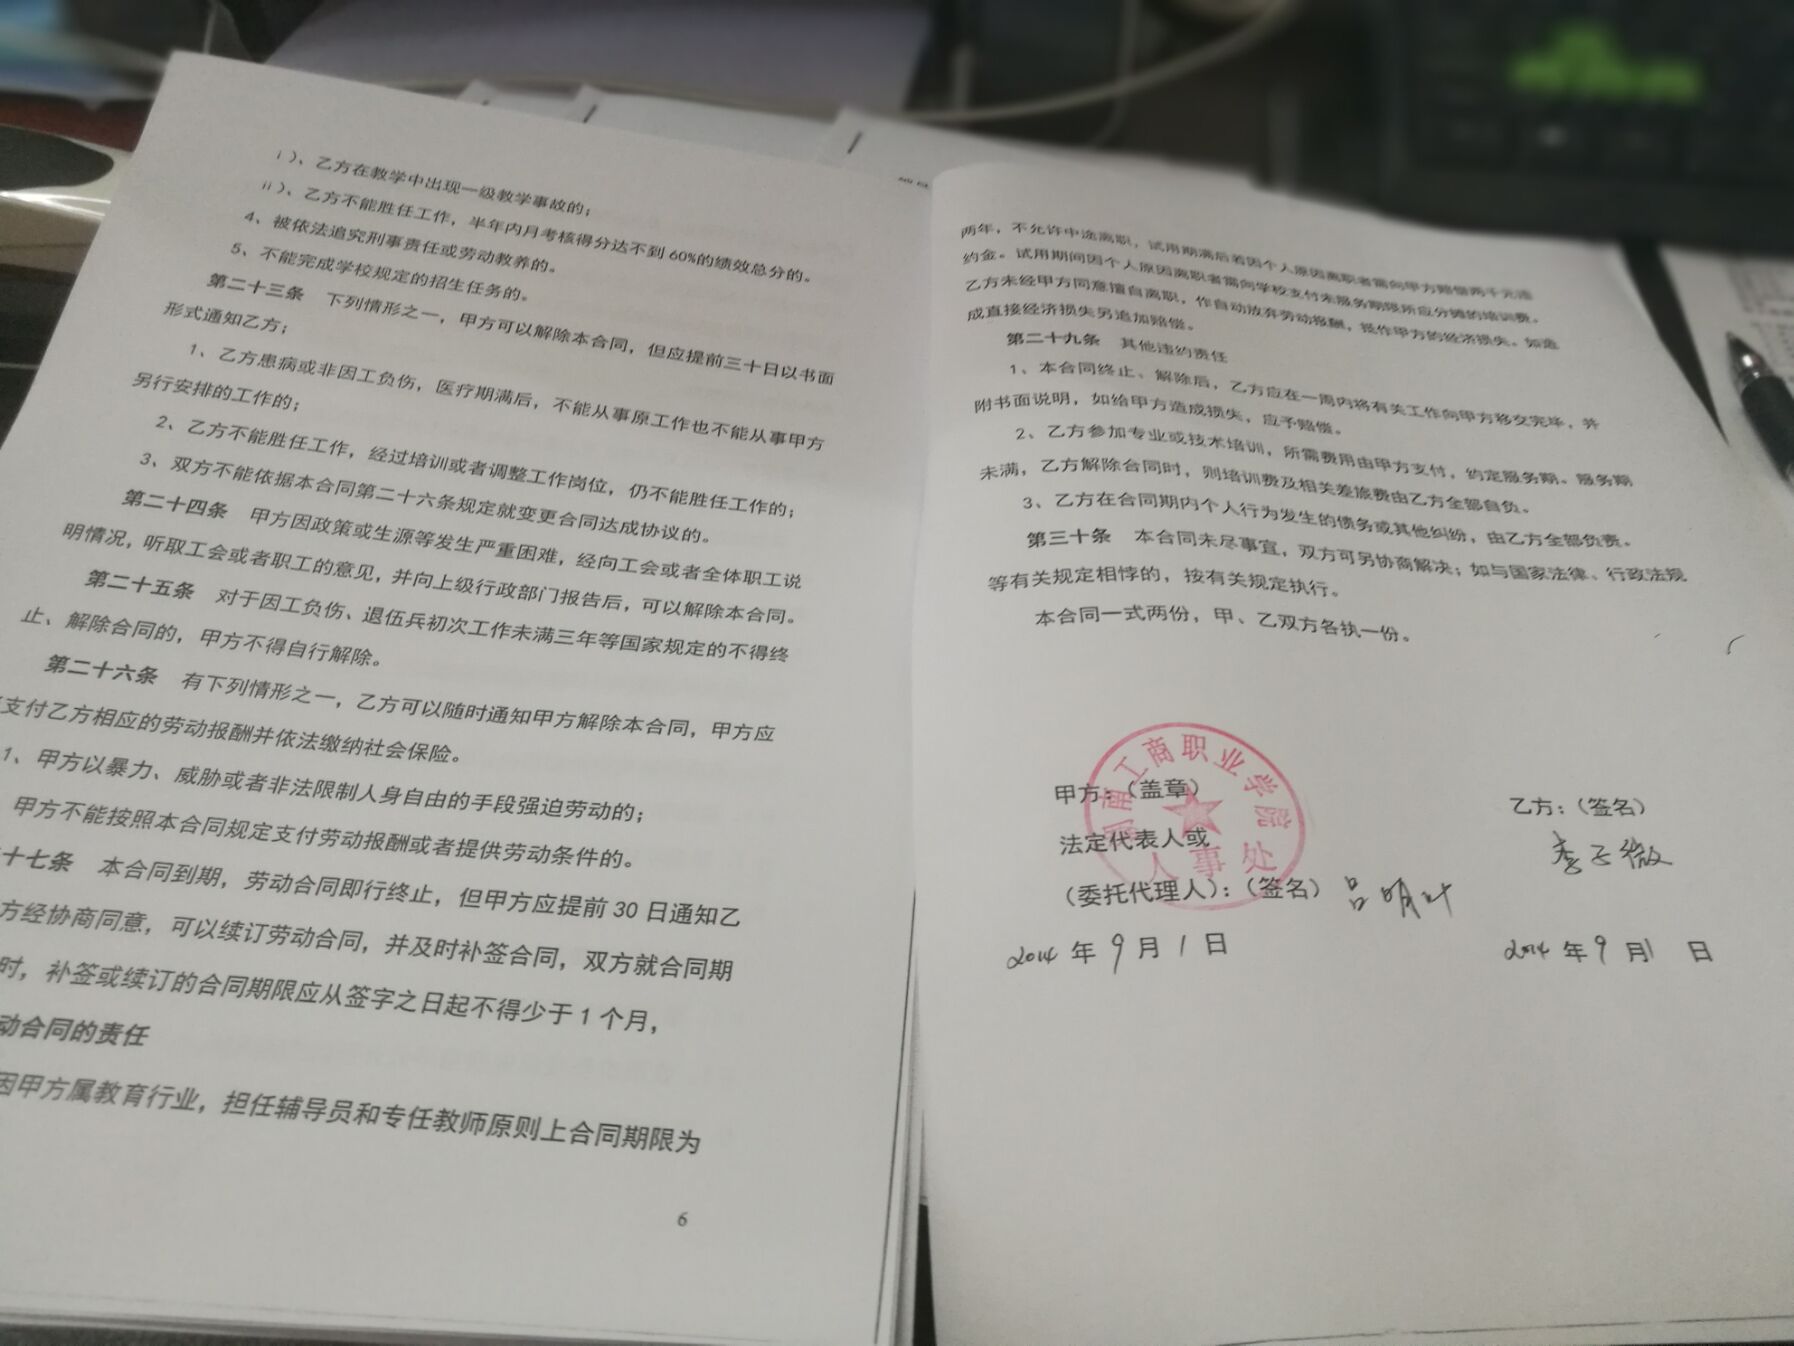 i)、乙方在教学中出现一级教学事故的；
ii)、乙方不能胜任工作，半年内月考核得分达不到60%的绩效总分的。
4、被依法追究刑事责任或劳动教养的。
5、不能完成学校规定的招生任务的。
第二十三条 下列情形之一，甲方可以解除本合同，但应提前三十日以书面
形式通知乙方；
1、乙方患病或非因工负伤，医疗期满后，不能从事原工作也不能从事甲方
另行安排的工作的；
2、乙方不能胜任工作，经过培训或者调整工作岗位，仍不能胜任工作的；
3、双方不能依据本合同第二十六条规定就变更合同达成协议的。
第二十四条 甲方因政策或生源等发生严重困难，经向工会或者全体职工说
明情况，听取工会或者职工的意见，并向上级行政部门报告后，可以解除本合同。
第二十五条 对于因工负伤、退伍兵初次工作未满三年等国家规定的不得终
止、解除合同的，甲方不得自行解除。
第二十六条 有下列情形之一，乙方可以随时通知甲方解除本合同，甲方应
支付乙方相应的劳动报酬并依法缴纳社会保险。
1、甲方以暴力、威胁或者非法限制人身自由的手段强迫劳动的；
甲方不能按照本合同规定支付劳动报酬或者提供劳动条件的。
十七条 本合同到期，劳动合同即行终止，但甲方应提前30日通知乙
方经协商同意，可以续订劳动合同，并及时补签合同，双方就合同期
时，补签或续订的合同期限应从签字之日起不得少于1个月，
动合同的责任
因甲方属教育行业，担任辅导员和专任教师原则上合同期限为
6
两年，不允许中途离职，试用期满后若因个人原因离职者需向甲方赔偿两千元违
约金。试用期间因个人原因离职者需向学校支付未服务期限所应分摊的培训费。
乙方未经甲方同意擅自离职，作自动放弃劳动报酬，抵作甲方的经济损失。如造
成直接经济损失另追加赔偿。
第二十九条 其他违约责任
1、本合同终止、解除后，乙方应在一周内将有关工作向甲方移交完毕，并
附书面说明，如给甲方造成损失，应予赔偿。
2、乙方参加专业或技术培训，所需费用由甲方支付，约定服务期。服务期
未满，乙方解除合同时，则培训费及相关差旅费由乙方全部自负。
3、乙方在合同期内个人行为发生的债务或其他纠纷，由乙方全部负责。
第三十条 本合同未尽事宜，双方可另协商解决；如与国家法律、行政法规
等有关规定相悖的，按有关规定执行。
本合同一式两份，甲、乙双方各执一份。
南工商职业学院
人事处
甲方：（盖章）
乙方：（签名）
法定代表人或
李子微
（委托代理人）：（签名） 吕明叶
2014 年 9 月 1 日
2014 年 9 月 1 日